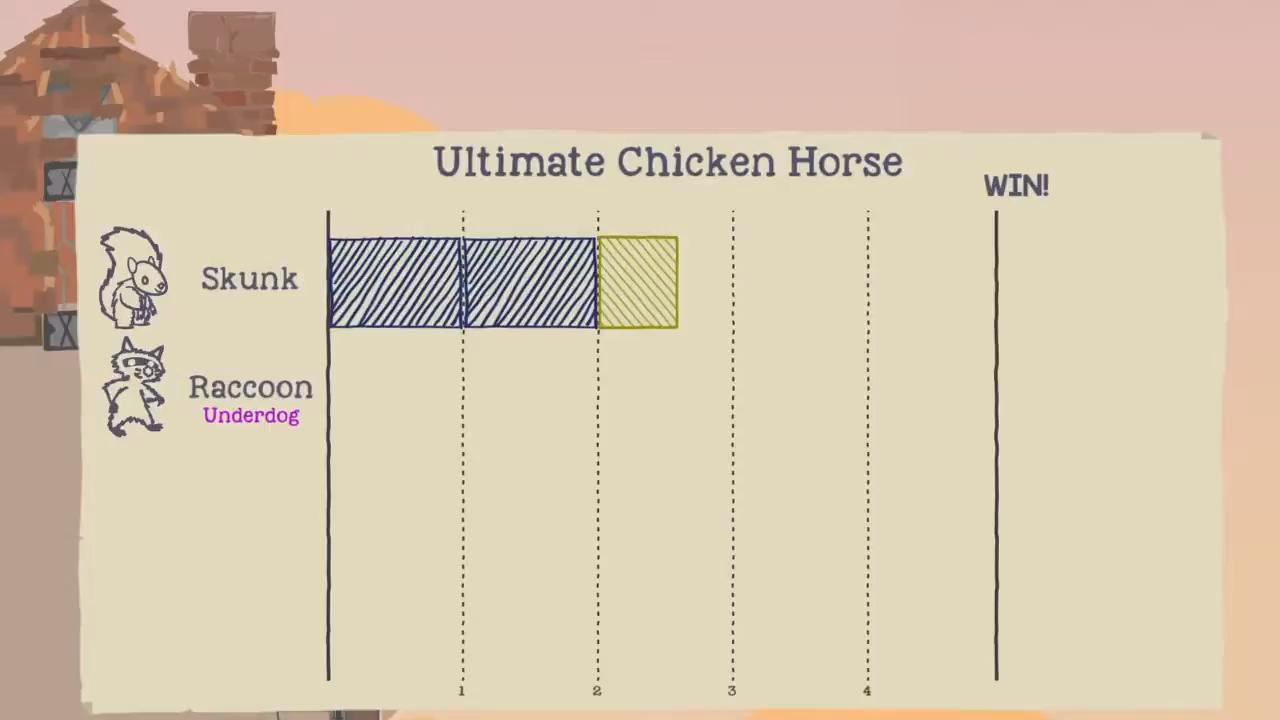 Ultimate Chicken Horse
WIN!
Skunk
Raccoon
Underdog
1 2 3 4